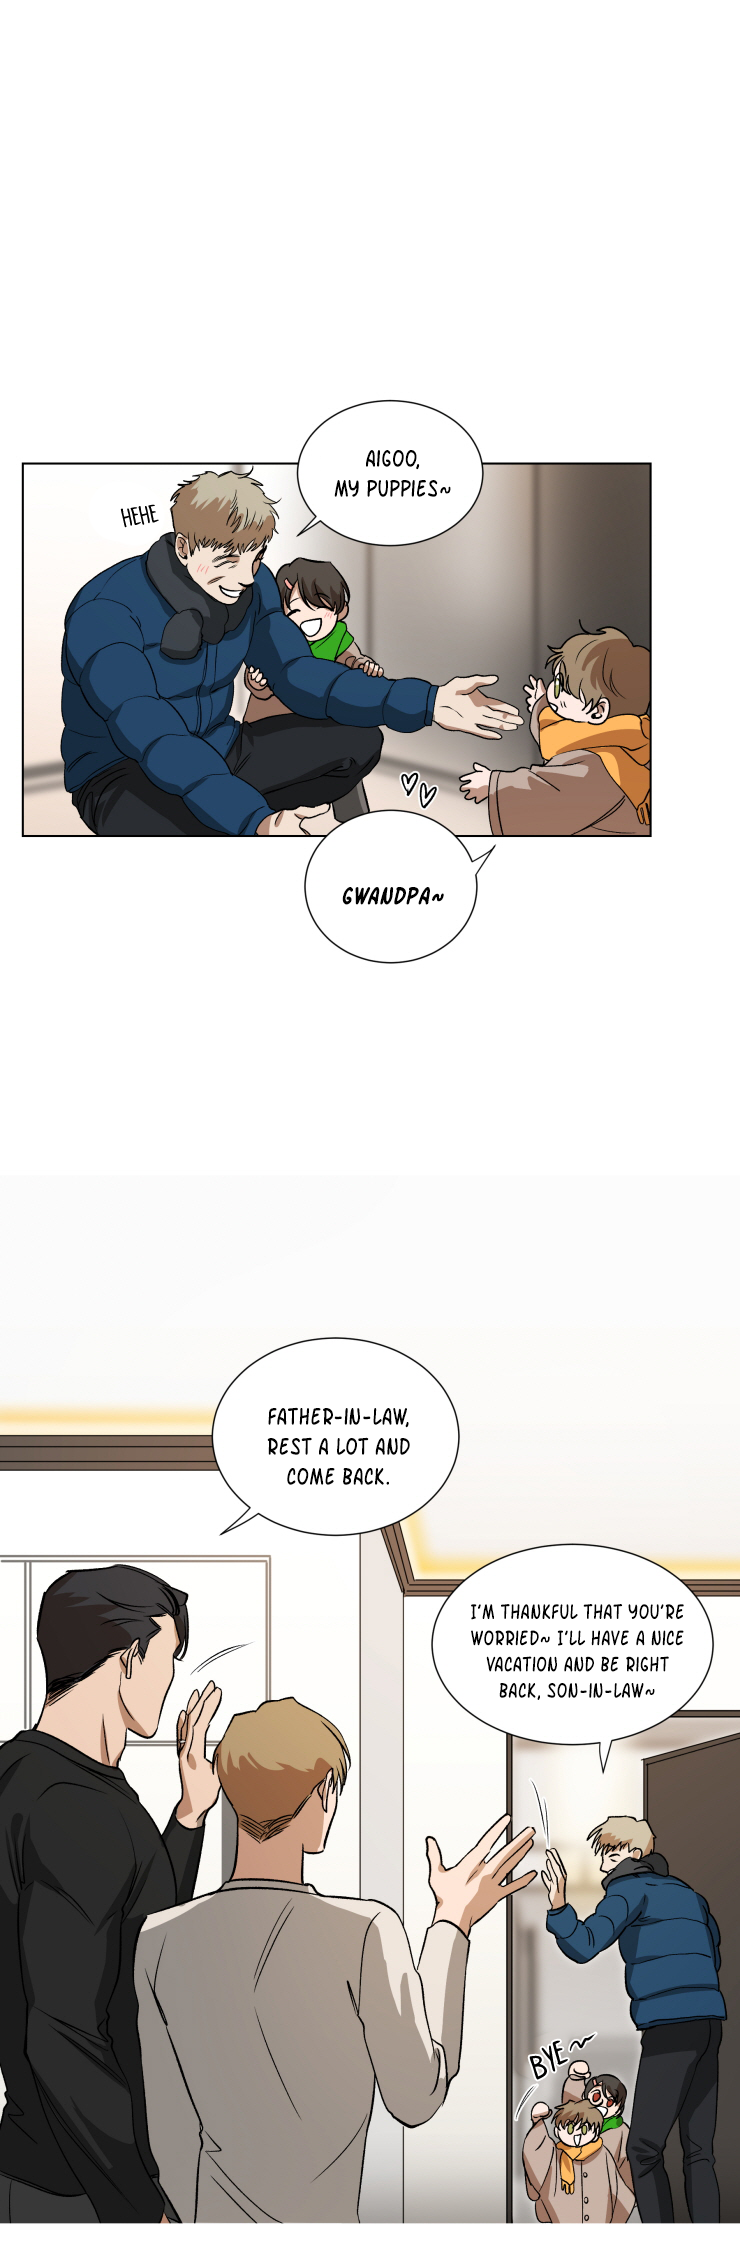 AIGOO,
MY PUPPIES~
HEHE
GWANDPA~
FATHER-IN-LAW,
REST A LOT AND
COME BACK.
I'M THANKFUL THAT YOU'RE
WORRIED~ I'LL HAVE A NICE
VACATION AND BE RIGHT
BACK, SON-IN-LAW~
BYE~